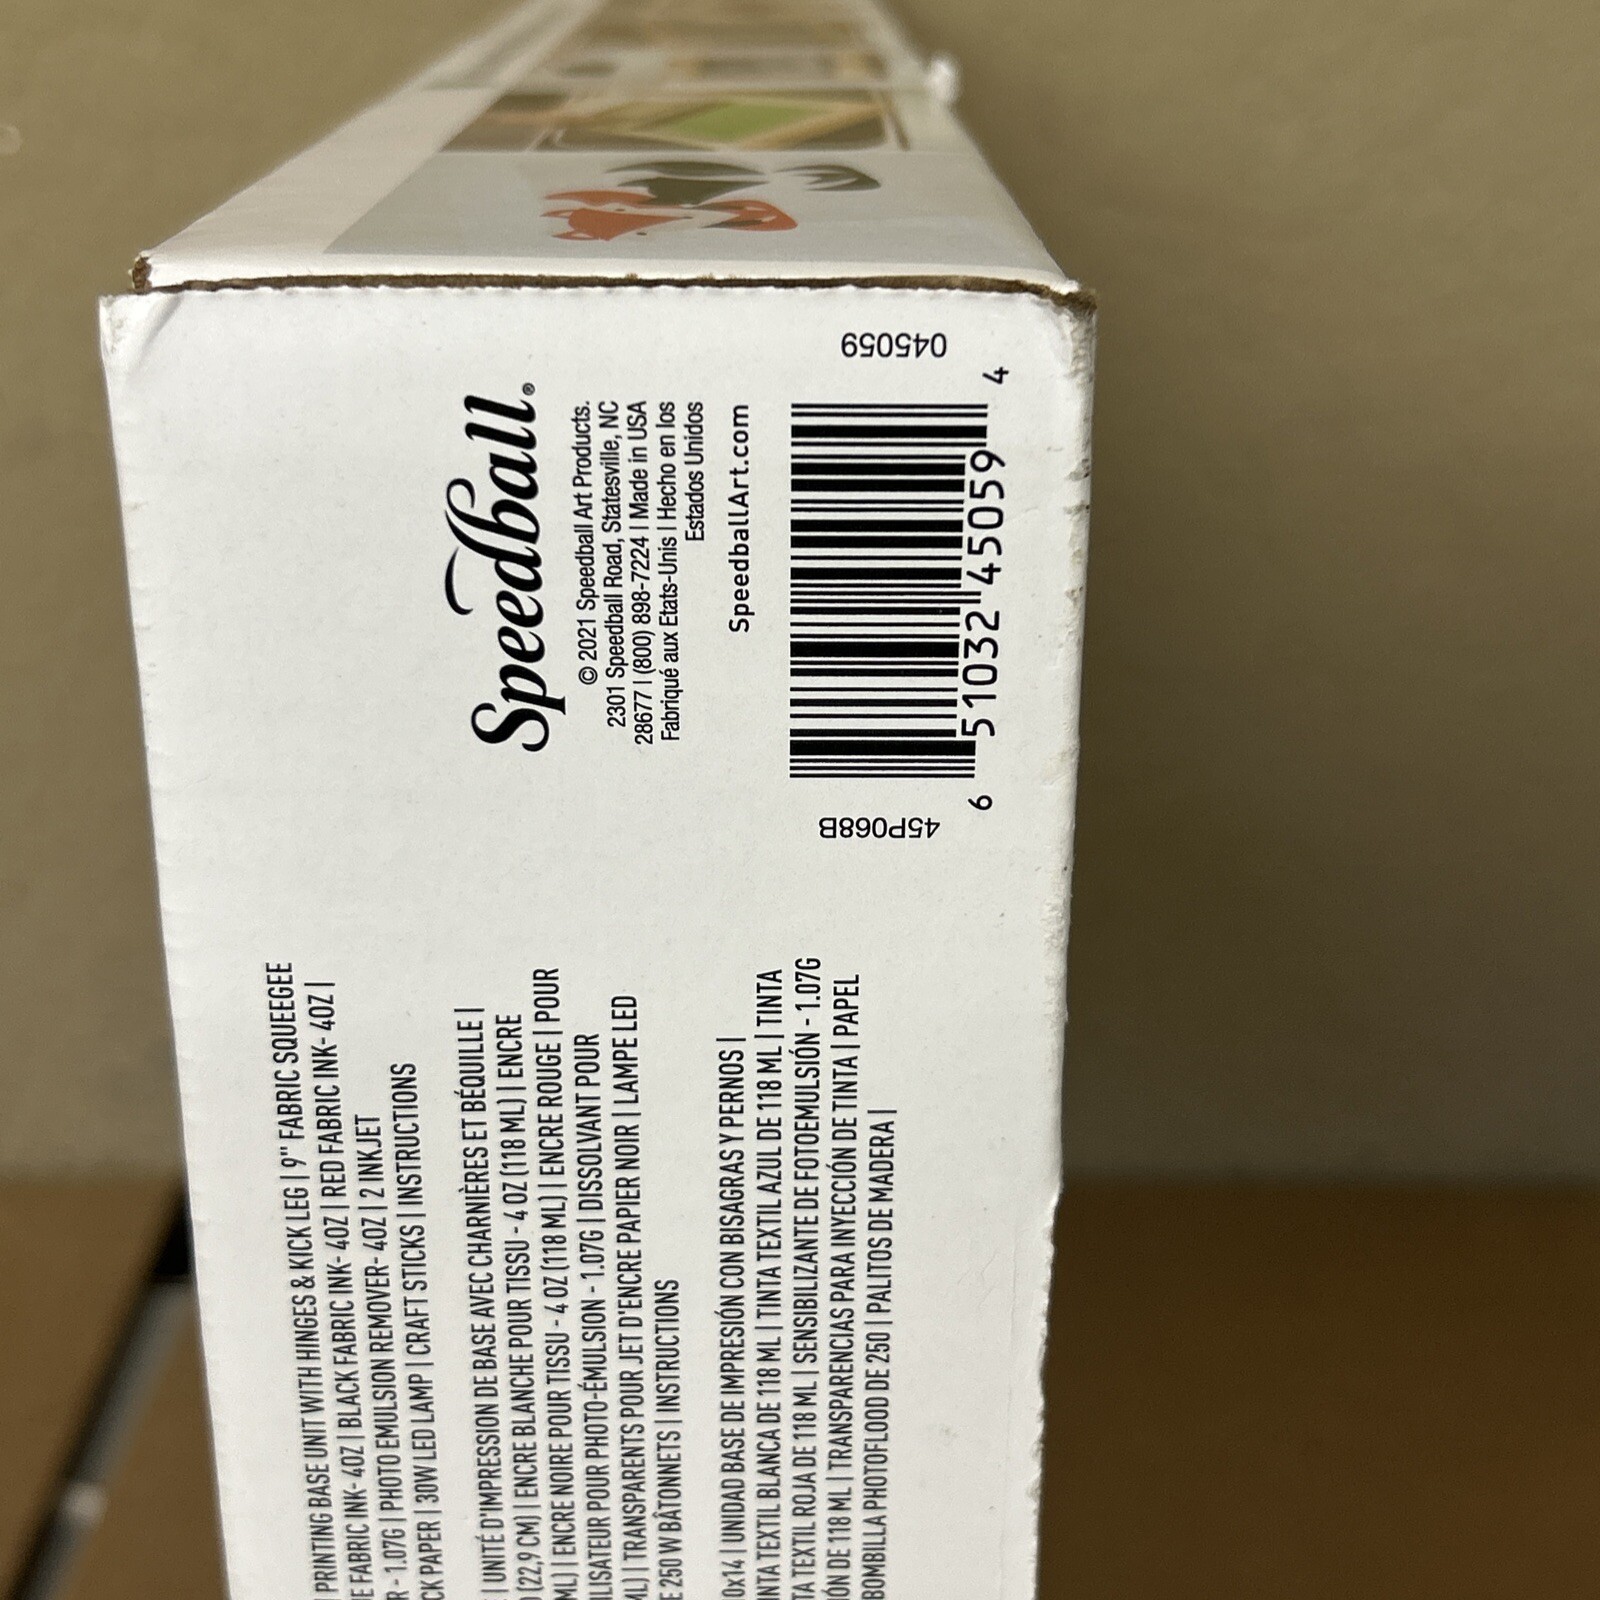 PRINTING BASE UNIT WITH HINGES & KICK LEG | 9" FABRIC SQUEEGEE
FABRIC INK- 4OZ | BLACK FABRIC INK- 4OZ | RED FABRIC INK- 4OZ |
- 1.07G | PHOTO EMULSION REMOVER- 4OZ | 2 INKJET
PAPER | 30W LED LAMP | CRAFT STICKS | INSTRUCTIONS
| UNITÉ D'IMPRESSION DE BASE AVEC CHARNIÈRES ET BÉQUILLE |
(22,9 CM) | ENCRE BLANCHE POUR TISSU - 4 OZ (118 ML) | ENCRE
ML) | ENCRE NOIRE POUR TISSU - 4 OZ (118 ML) | ENCRE ROUGE | POUR
POUR PHOTO-ÉMULSION - 1.07G | DISSOLVANT POUR
ML) | TRANSPARENTS POUR JET D'ENCRE PAPIER NOIR | LAMPE LED
250 W BÂTONNETS | INSTRUCTIONS
0x14 | UNIDAD BASE DE IMPRESIÓN CON BISAGRAS Y PERNOS |
TEXTIL BLANCA DE 118 ML | TINTA TEXTIL AZUL DE 118 ML | TINTA
TEXTIL ROJA DE 118 ML | SENSIBILIZANTE DE FOTOEMULSIÓN - 1.07G
DE 118 ML | TRANSPARENCIAS PARA INYECCIÓN DE TINTA | PAPEL
BOMBILLA PHOTOFLOOD DE 250 | PALITOS DE MADERA |
Speedball®
© 2021 Speedball Art Products.
2301 Speedball Road, Statesville, NC
28677 | (800) 898-7224 | Made in USA
Fabriqué aux Etats-Unis | Hecho en los
Estados Unidos
SpeedballArt.com
45P068B
045059
6 51032 45059 4